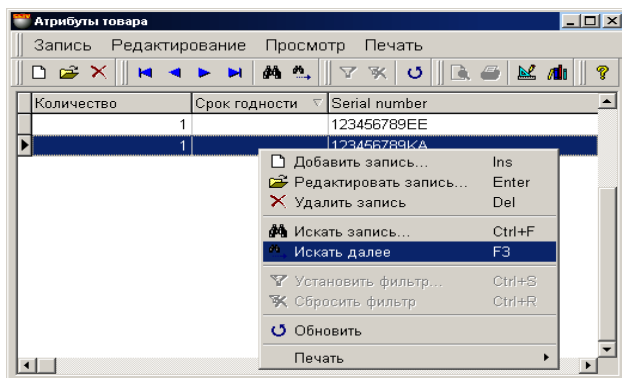 Атрибуты товара
Запись Редактирование Просмотр Печать
Количество Срок годности Serial number
1 123456789EE
1 123456789KA
Добавить запись... Ins
Редактировать запись... Enter
Удалить запись Del
Искать запись... Ctrl+F
Искать далее F3
Установить фильтр... Ctrl+S
Сбросить фильтр Ctrl+R
Обновить
Печать